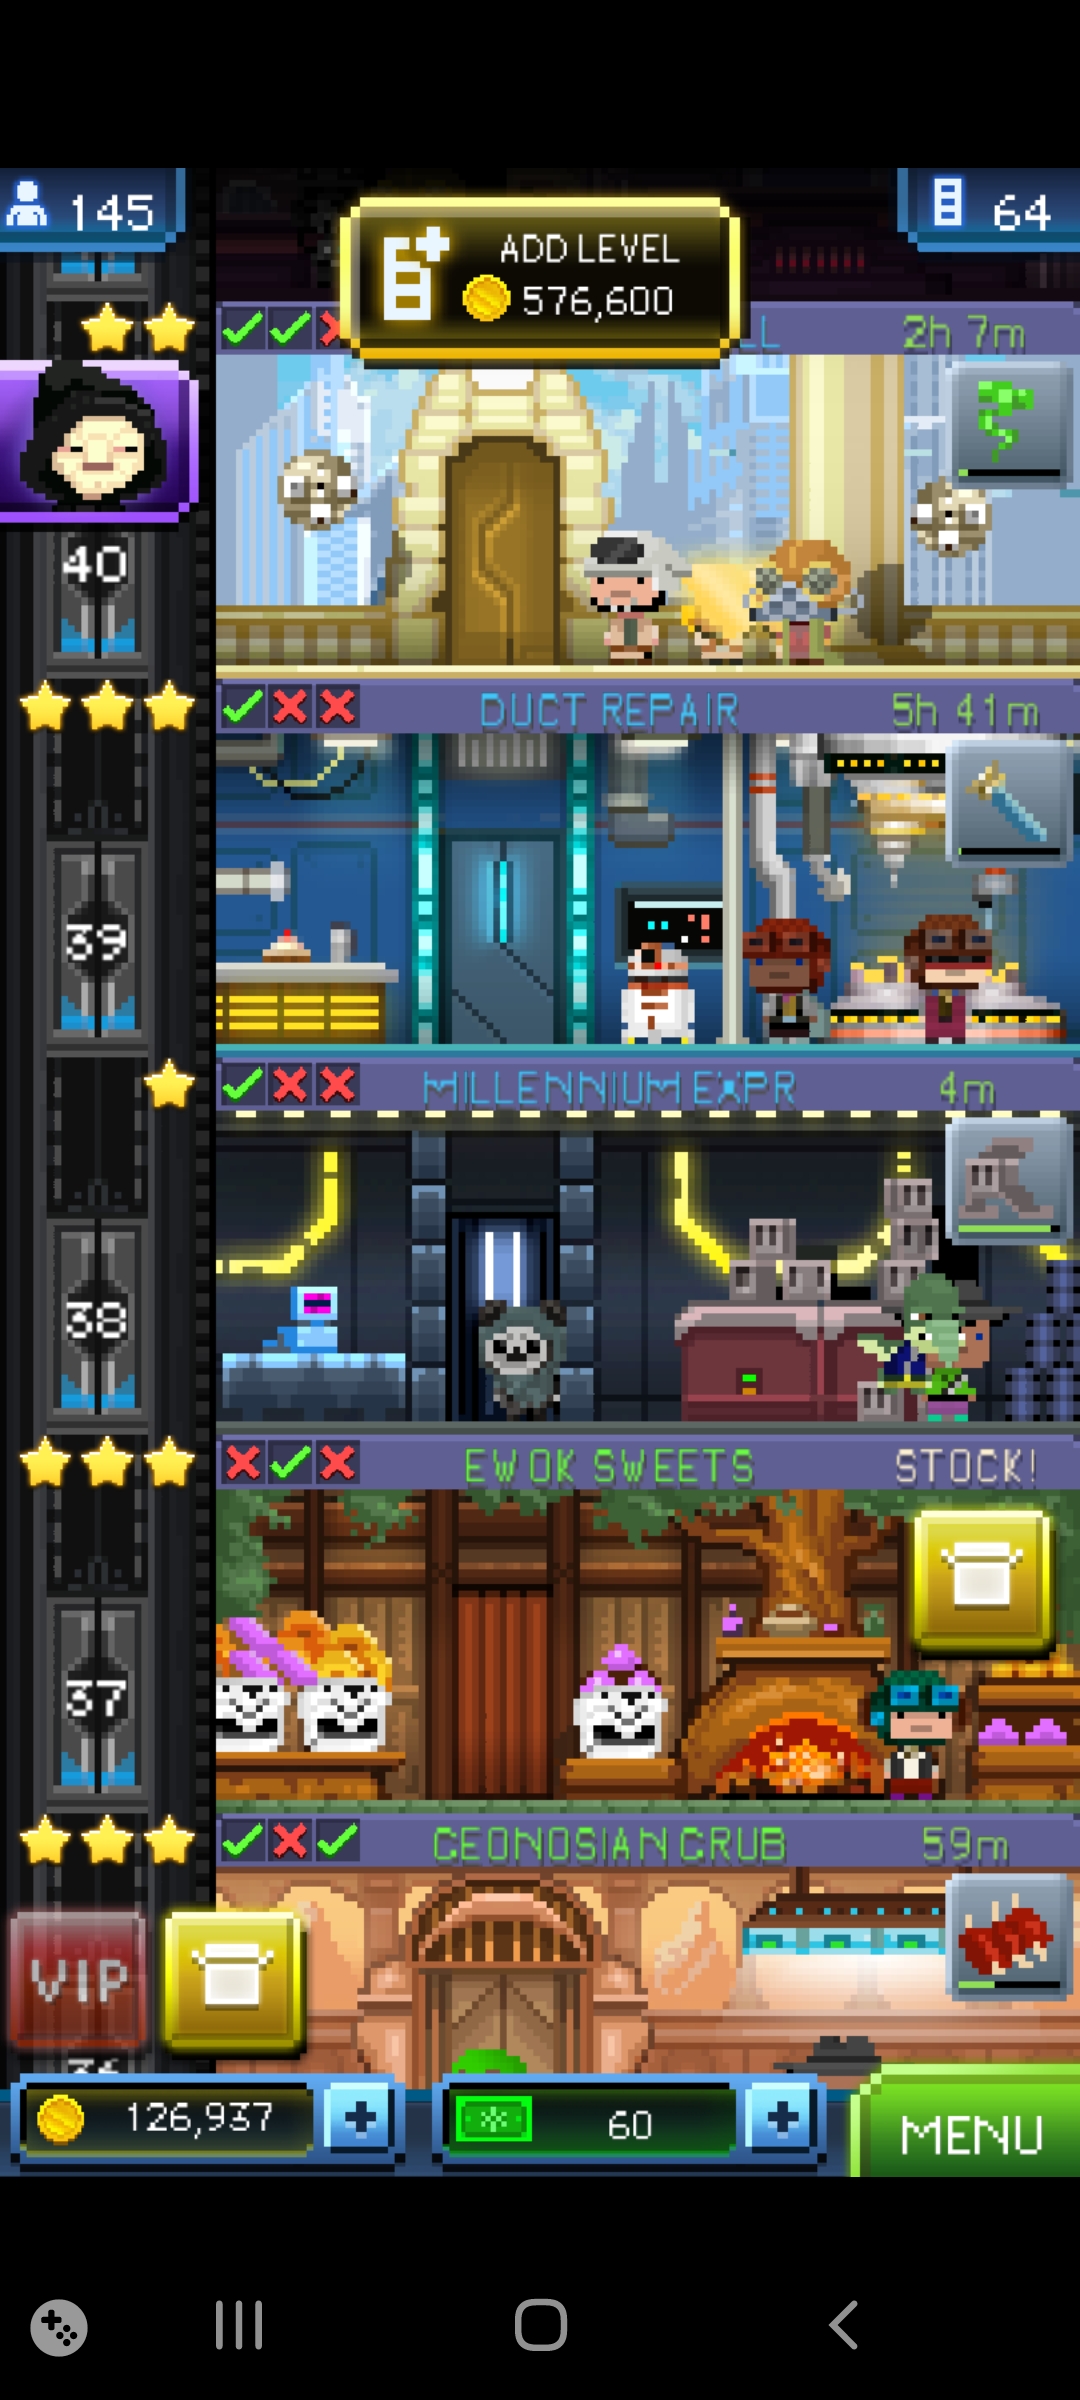 145
ADD LEVEL
576,600
64
2h 7m
40
DUCT REPAIR
5h 41m
39
MILLENNIUM EXPR
4m
38
EWOK SWEETS
STOCK!
37
GEONOSIAN GRUB
59m
VIP
36
126,937
60
MENU